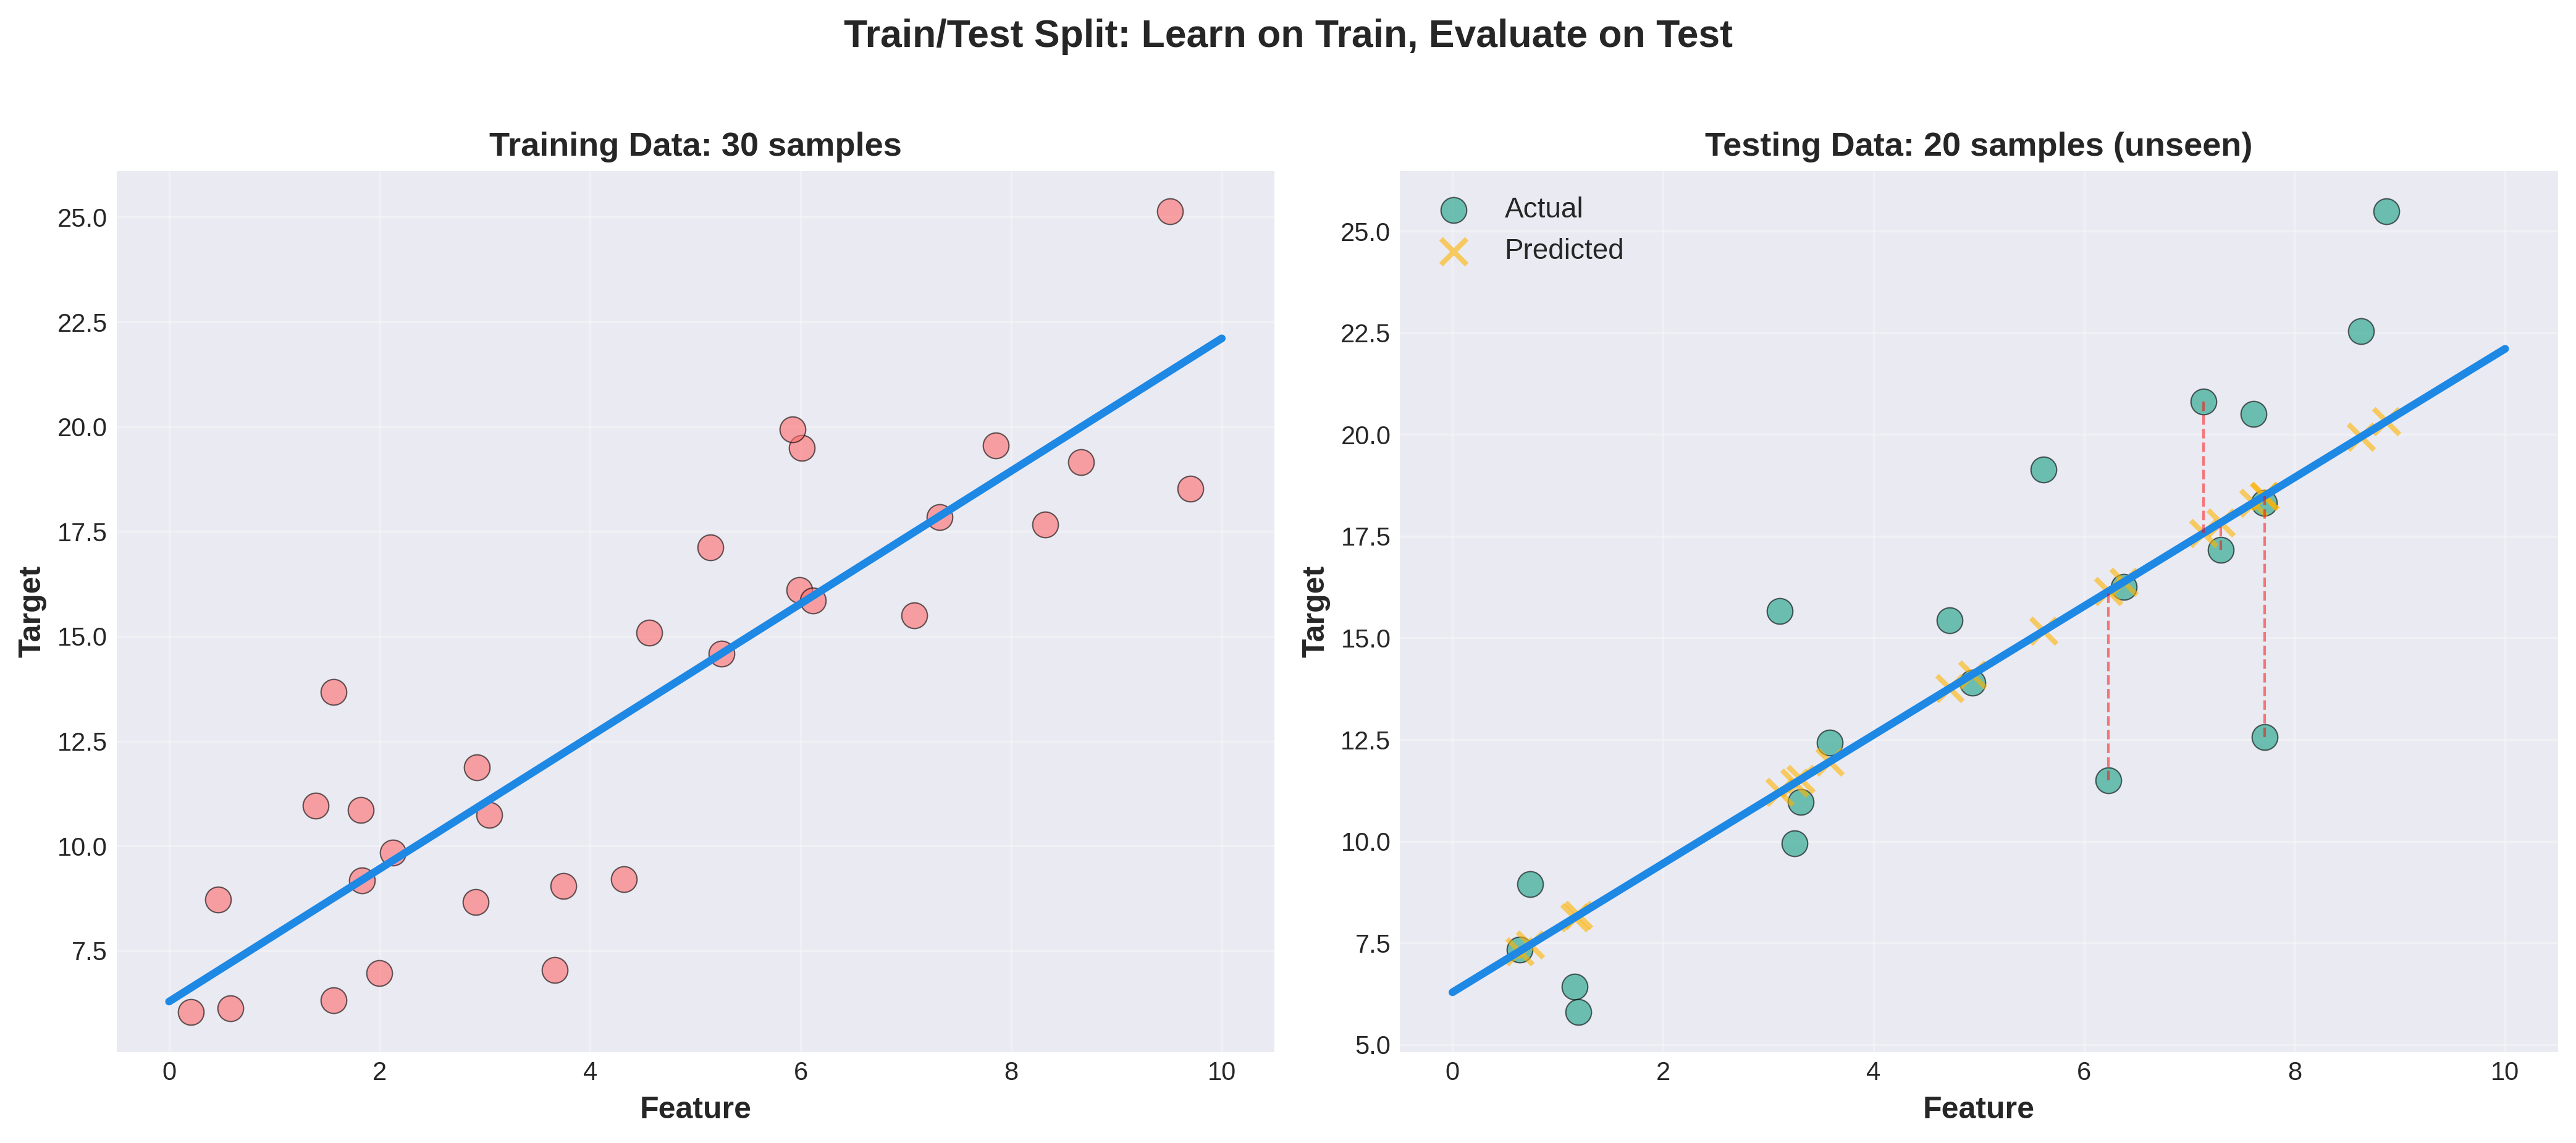 Train/Test Split: Learn on Train, Evaluate on Test
Training Data: 30 samples
25.0
22.5
20.0
17.5
15.0
12.5
10.0
7.5
Target
0 2 4 6 8 10
Feature
Testing Data: 20 samples (unseen)
Actual
Predicted
25.0
22.5
20.0
17.5
15.0
12.5
10.0
7.5
5.0
Target
0 2 4 6 8 10
Feature